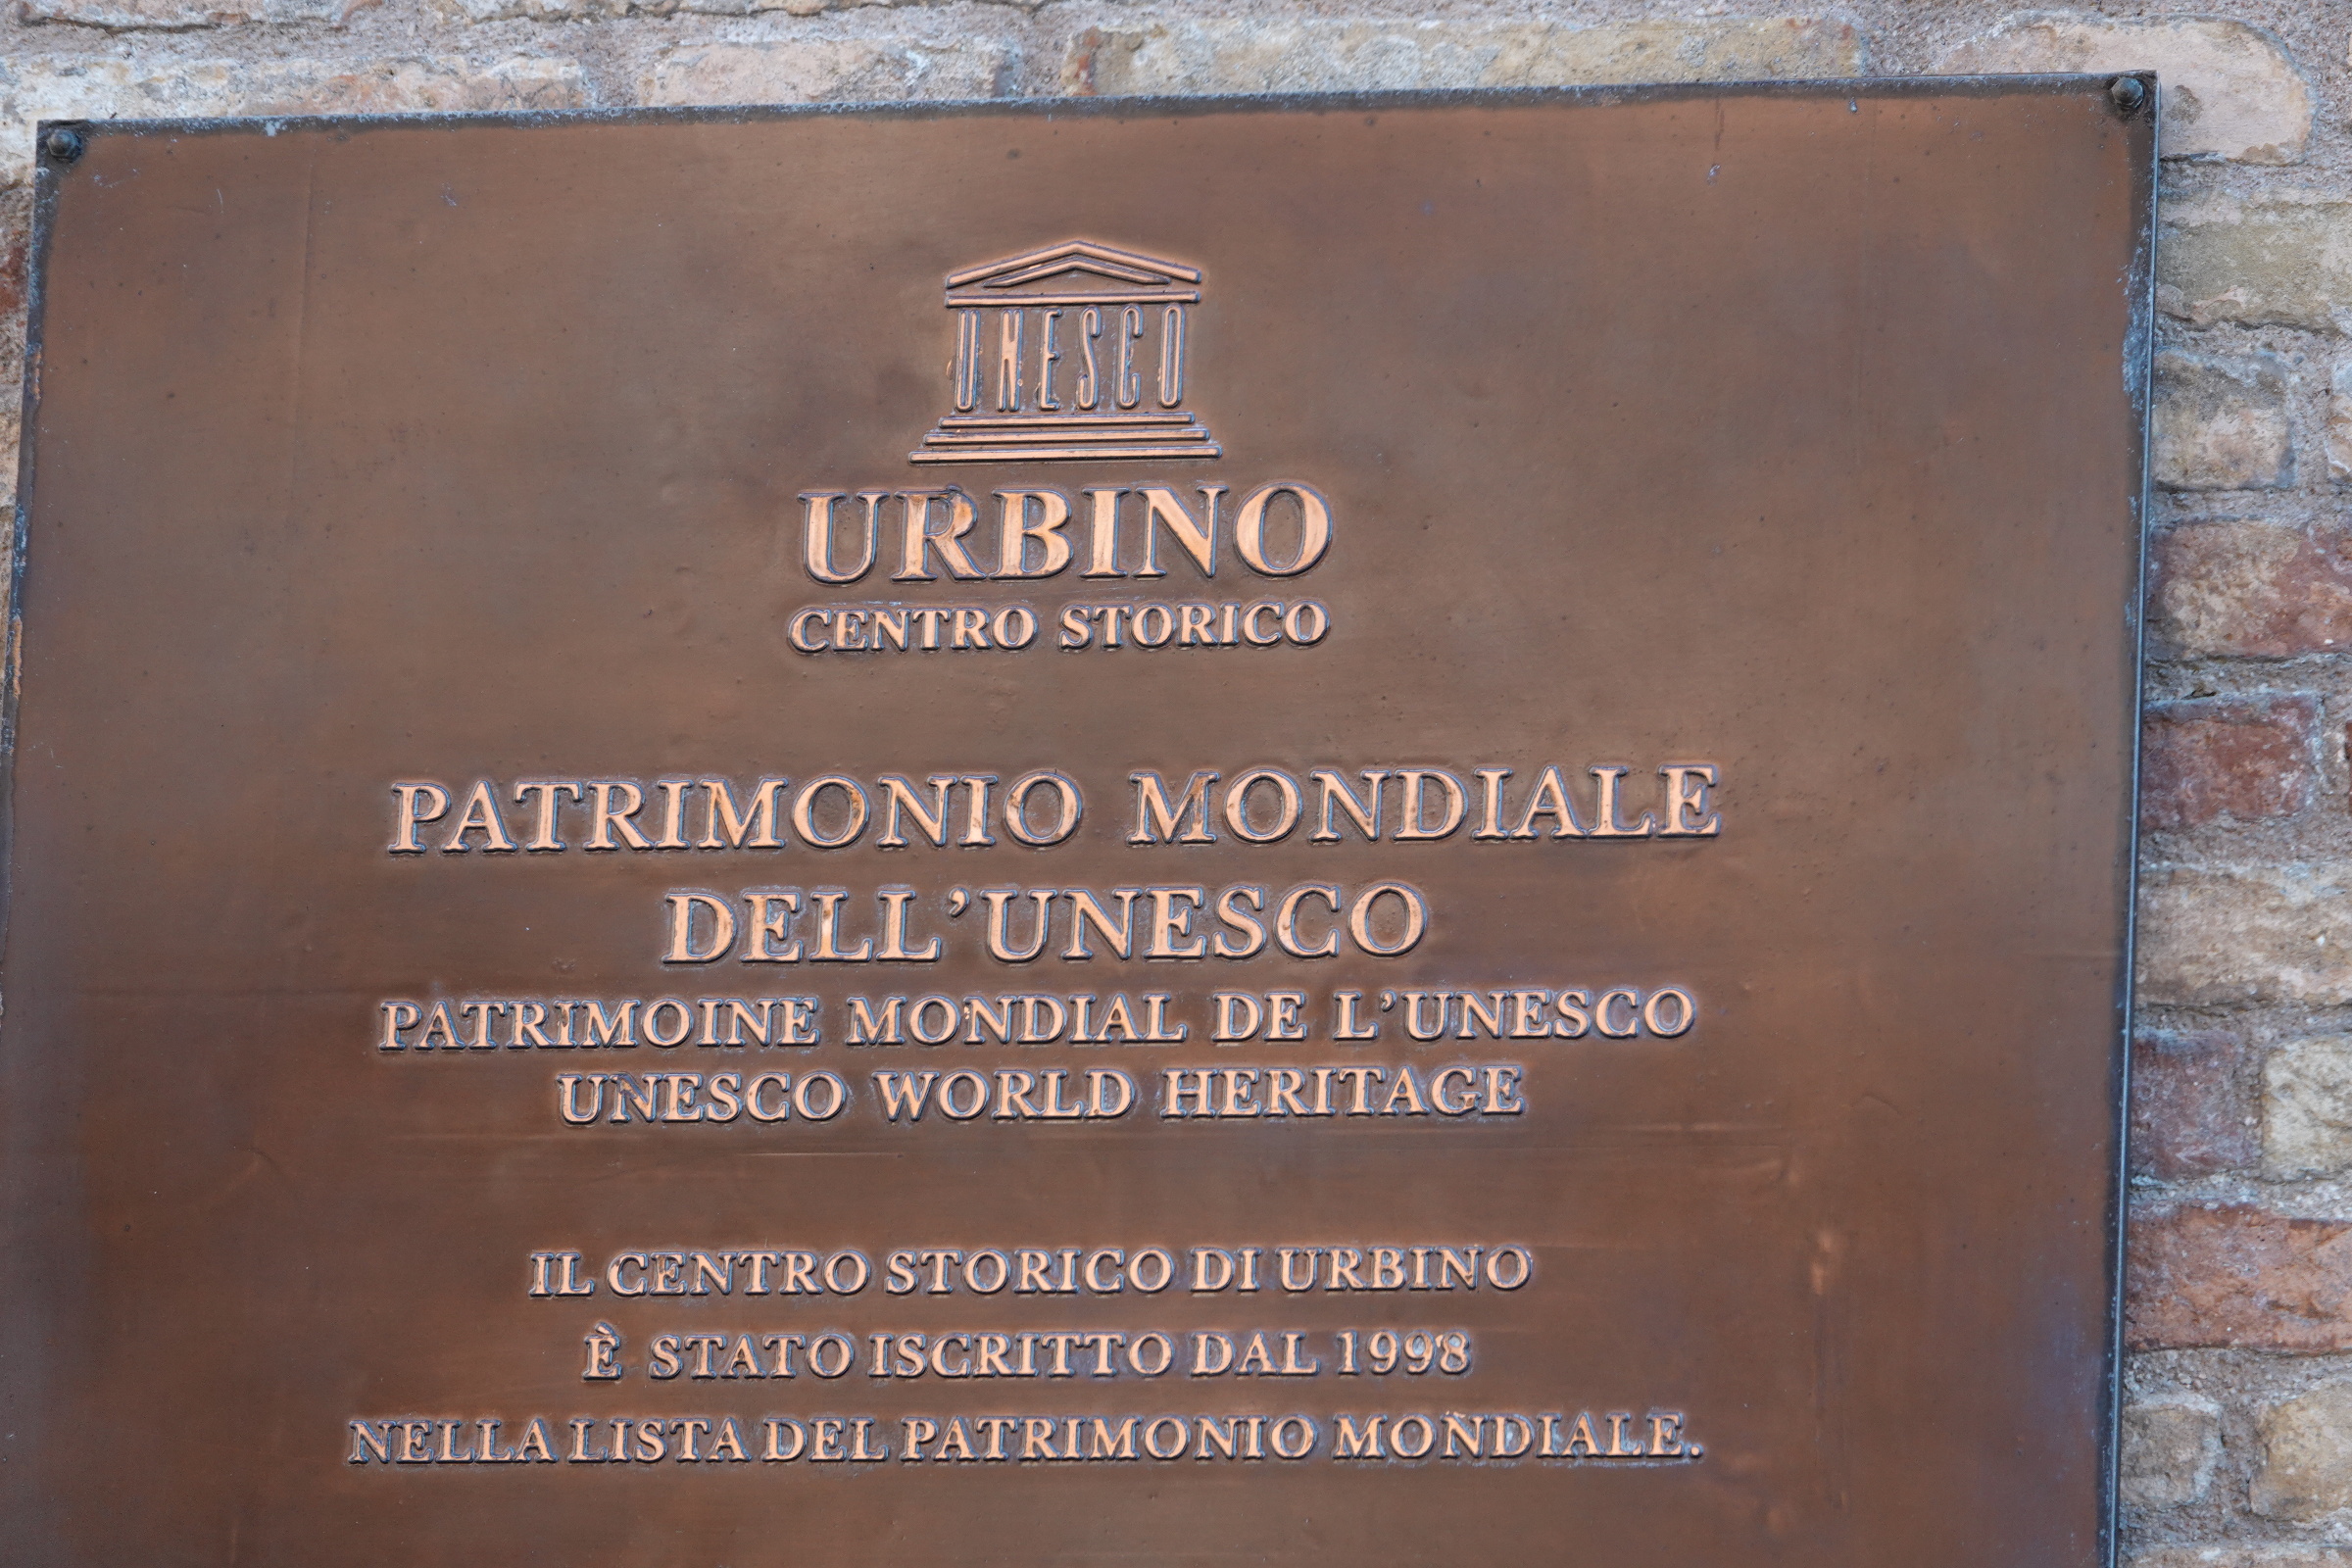 UNESCO
URBINO
CENTRO STORICO
PATRIMONIO MONDIALE
DELL'UNESCO
PATRIMOINE MONDIAL DE L'UNESCO
UNESCO WORLD HERITAGE
IL CENTRO STORICO DI URBINO
È STATO ISCRITTO DAL 1998
NELLA LISTA DEL PATRIMONIO MONDIALE.